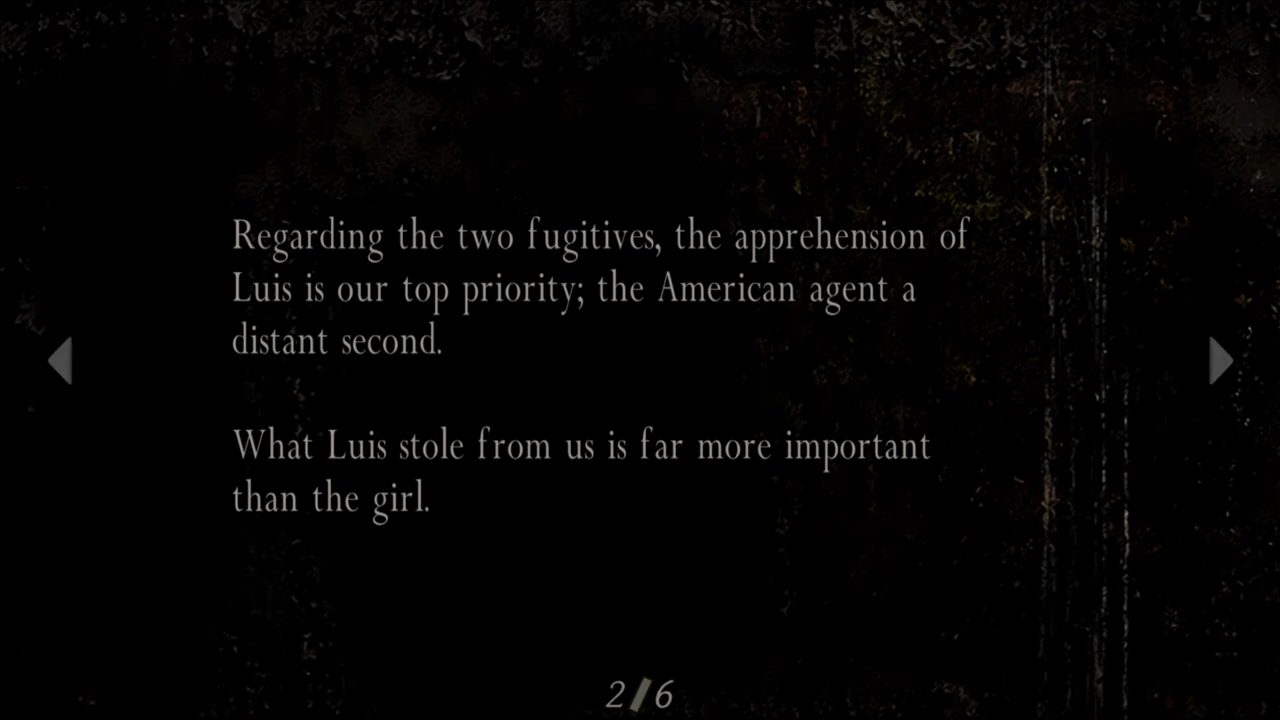 Regarding the two fugitives, the apprehension of
Luis is our top priority; the American agent a
distant second.
What Luis stole from us is far more important
than the girl.
2/6